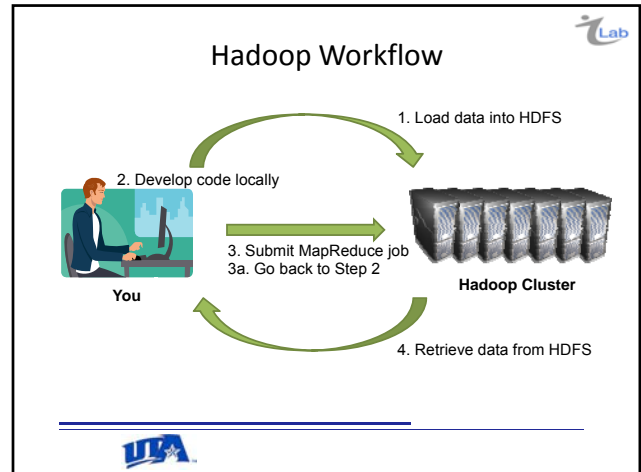 iLab
Hadoop Workflow
1. Load data into HDFS
2. Develop code locally
3. Submit MapReduce job
3a. Go back to Step 2
You
Hadoop Cluster
4. Retrieve data from HDFS
UTA